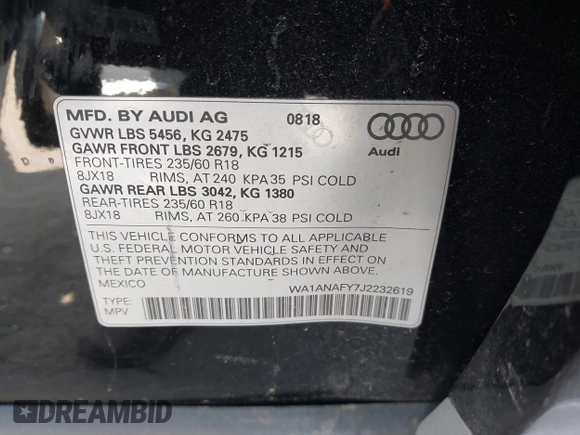 MFD. BY AUDI AG 0818
GVWR LBS 5456, KG 2475
GAWR FRONT LBS 2679, KG 1215
FRONT-TIRES 235/60 R18
8JX18 RIMS, AT 240 KPA 35 PSI COLD
GAWR REAR LBS 3042, KG 1380
REAR-TIRES 235/60 R18
8JX18 RIMS, AT 260 KPA 38 PSI COLD
Audi
THIS VEHICLE CONFORMS TO ALL APPLICABLE
U.S. FEDERAL MOTOR VEHICLE SAFETY AND
THEFT PREVENTION STANDARDS IN EFFECT ON
THE DATE OF MANUFACTURE SHOWN ABOVE.
MEXICO WA1ANAFY7J2232619
TYPE:
MPV
DREAMBID